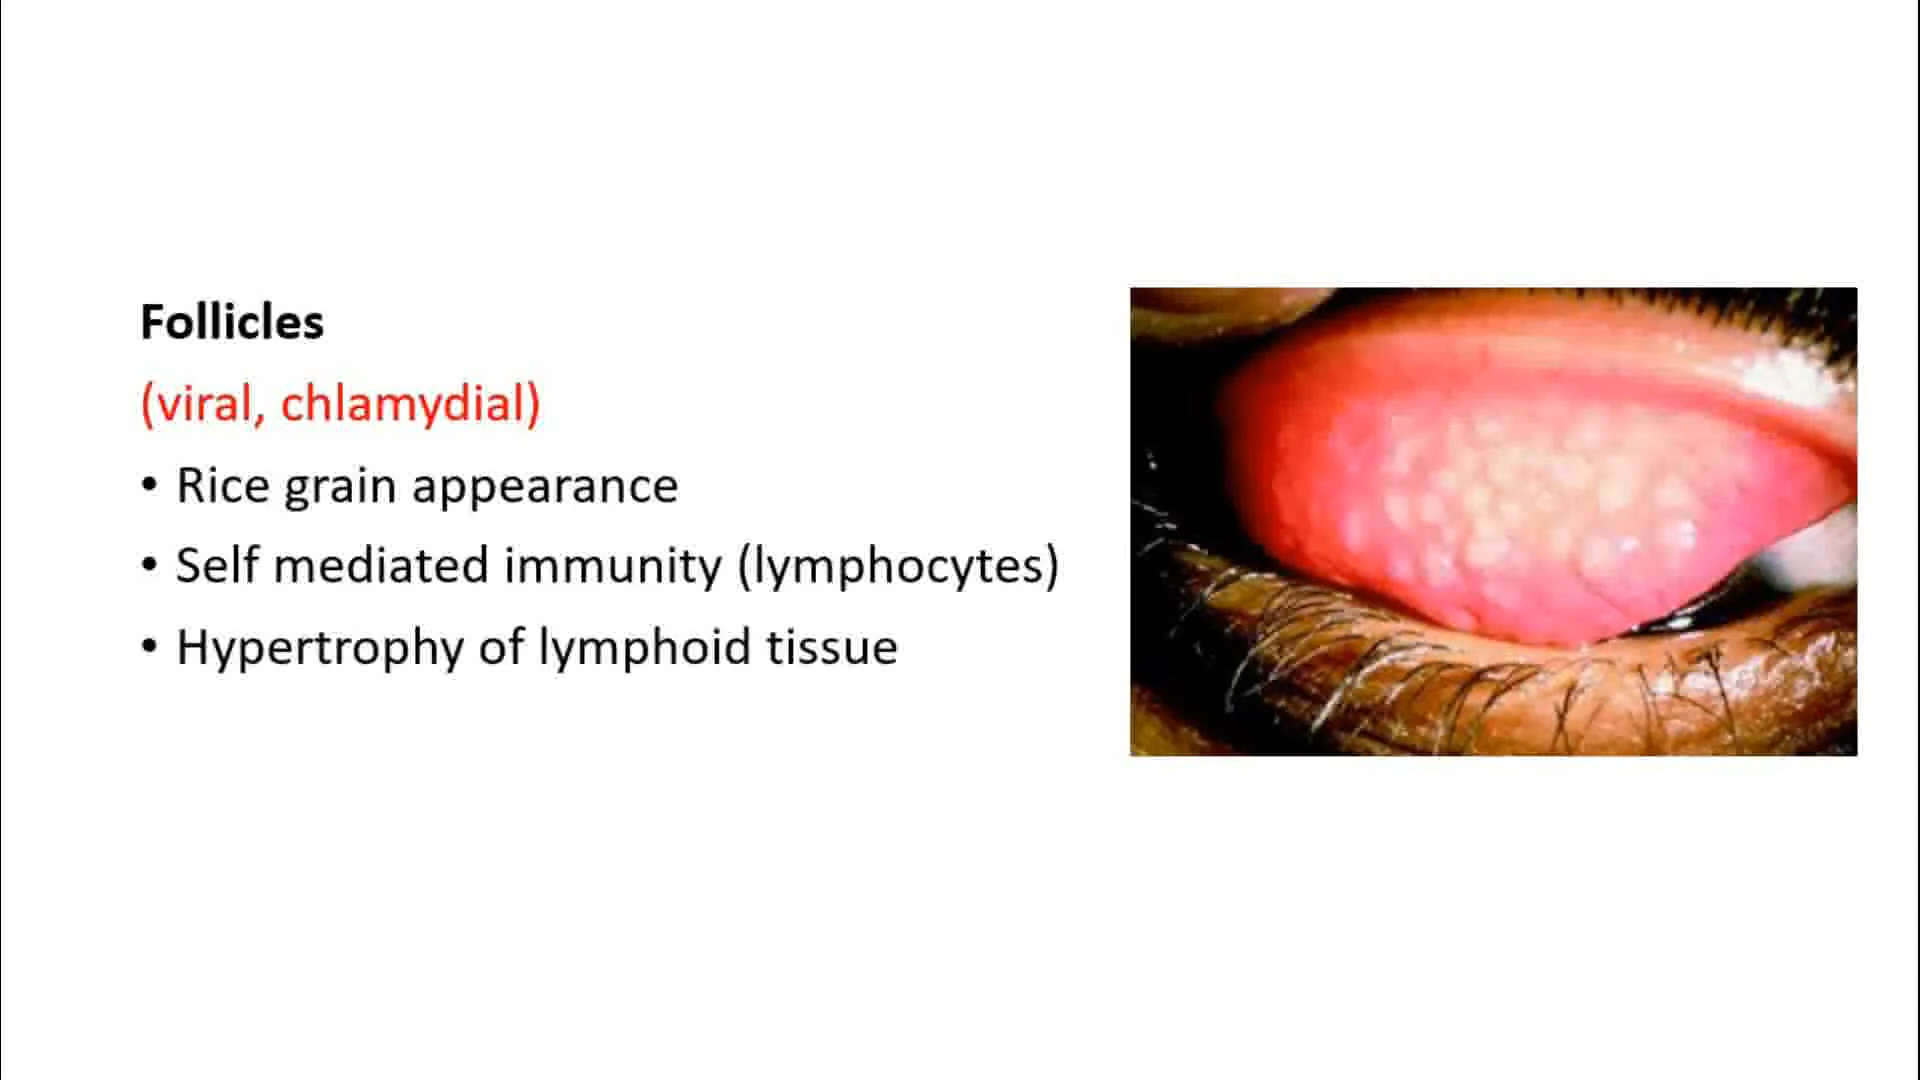 Follicles
(viral, chlamydial)
• Rice grain appearance
• Self mediated immunity (lymphocytes)
• Hypertrophy of lymphoid tissue